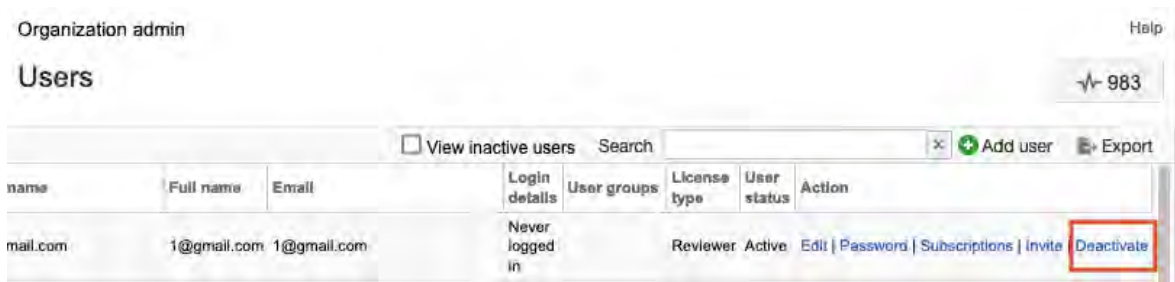 Organization admin
Help
Users
983
View inactive users Search × Add user Export
name Full name Email Login details User groups License type User status Action
mail.com 1@gmail.com 1@gmail.com Never logged in Reviewer Active Edit | Password | Subscriptions | Invite | Deactivate